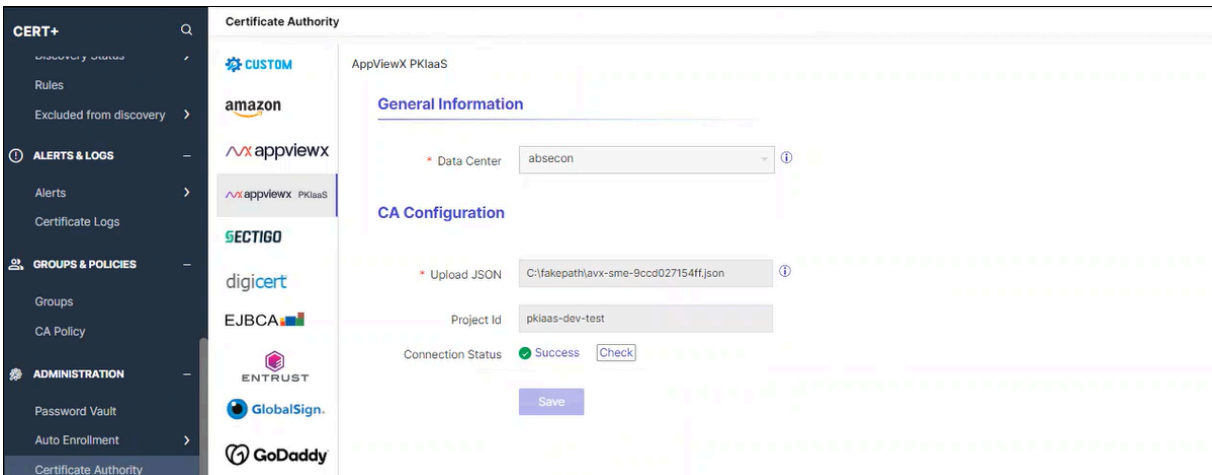 CERT+
Discovery Status
Rules
Excluded from discovery
ALERTS & LOGS
Alerts
Certificate Logs
GROUPS & POLICIES
Groups
CA Policy
ADMINISTRATION
Password Vault
Auto Enrollment
Certificate Authority
Certificate Authority
CUSTOM
amazon
appviewx
appviewx PKIaaS
SECTIGO
digicert
EJBCA
ENTRUST
GlobalSign.
GoDaddy
AppViewX PKIaaS
General Information
* Data Center absecon
CA Configuration
* Upload JSON C:\fakepath\avx-sme-9ccd027154ff.json
Project Id pkiaas-dev-test
Connection Status Success Check
Save